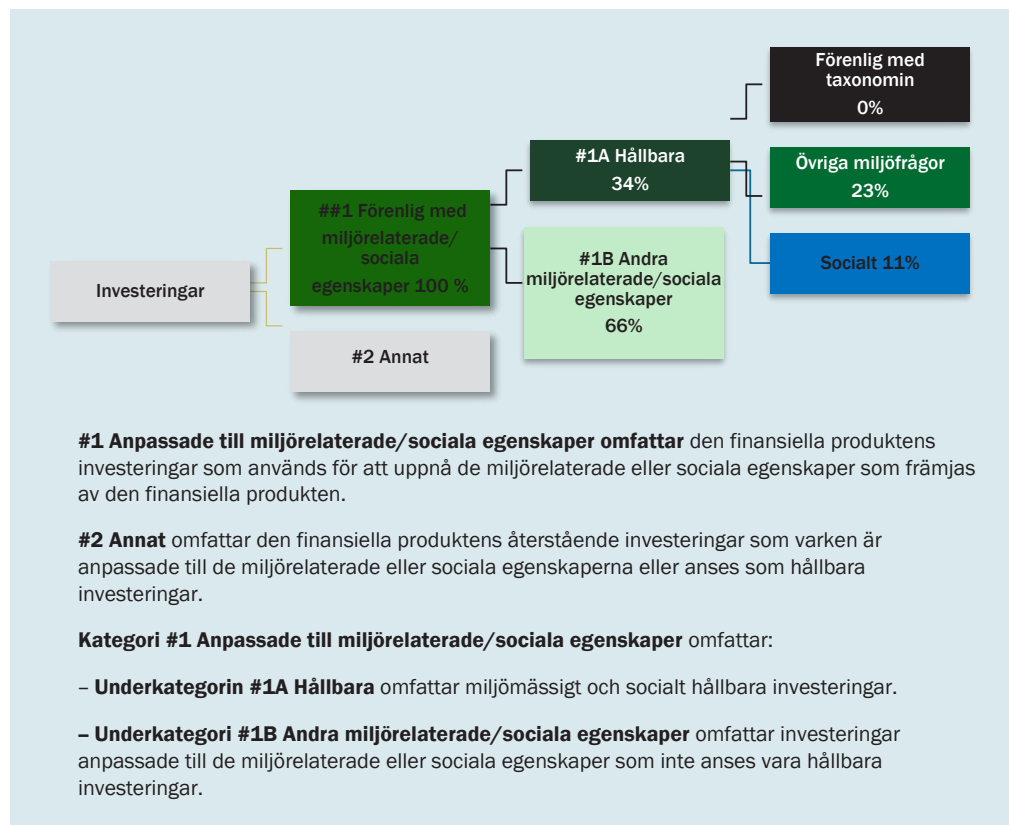 Investeringar
##1 Förenlig med
miljörelaterade/
sociala
egenskaper 100 %
#2 Annat
#1A Hållbara
34%
#1B Andra
miljörelaterade/sociala
egenskaper
66%
Förenlig med
taxonomin
0%
Övriga miljöfrågor
23%
Socialt 11%
#1 Anpassade till miljörelaterade/sociala egenskaper omfattar den finansiella produktens
investeringar som används för att uppnå de miljörelaterade eller sociala egenskaper som främjas
av den finansiella produkten.
#2 Annat omfattar den finansiella produktens återstående investeringar som varken är
anpassade till de miljörelaterade eller sociala egenskaperna eller anses som hållbara
investeringar.
Kategori #1 Anpassade till miljörelaterade/sociala egenskaper omfattar:
– Underkategorin #1A Hållbara omfattar miljömässigt och socialt hållbara investeringar.
– Underkategori #1B Andra miljörelaterade/sociala egenskaper omfattar investeringar
anpassade till de miljörelaterade eller sociala egenskaper som inte anses vara hållbara
investeringar.